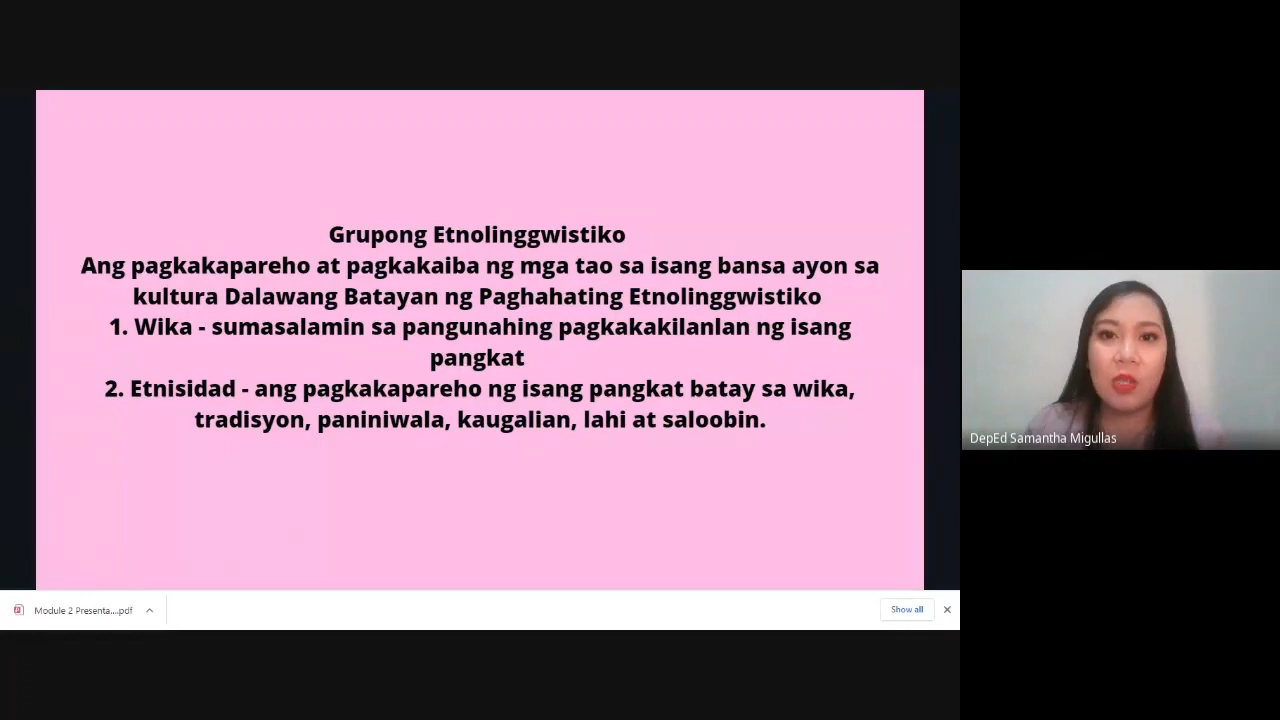 Grupong Etnolinggwistiko
Ang pagkakapareho at pagkakaiba ng mga tao sa isang bansa ayon sa
kultura Dalawang Batayan ng Paghahating Etnolinggwistiko
1. Wika - sumasalamin sa pangunahing pagkakakilanlan ng isang
pangkat
2. Etnisidad - ang pagkakapareho ng isang pangkat batay sa wika,
tradisyon, paniniwala, kaugalian, lahi at saloobin.
DepEd Samantha Migullas
Module 2 Presenta....pdf
Show all